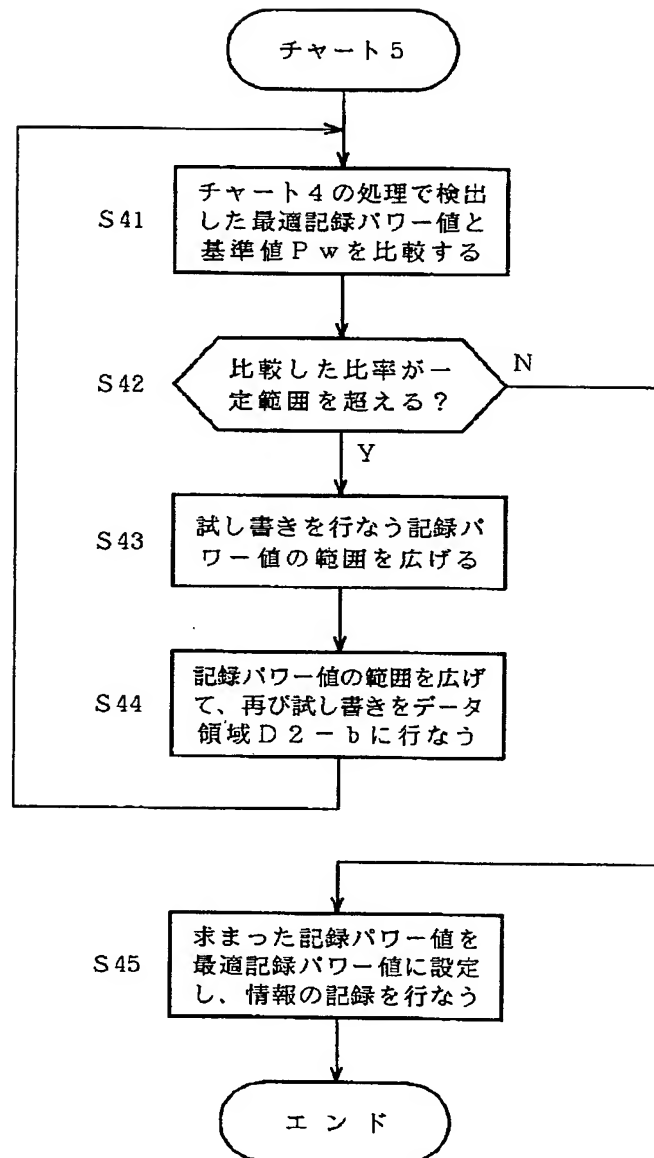 チャート5
S41
チャート4の処理で検出
した最適記録パワー値と
基準値Pwを比較する
S42
比較した比率が一
定範囲を超える?
N
Y
S43
試し書きを行なう記録パ
ワー値の範囲を広げる
S44
記録パワー値の範囲を広げ
て、再び試し書きをデータ
領域D2-bに行なう
S45
求まった記録パワー値を
最適記録パワー値に設定
し、情報の記録を行なう
エンド